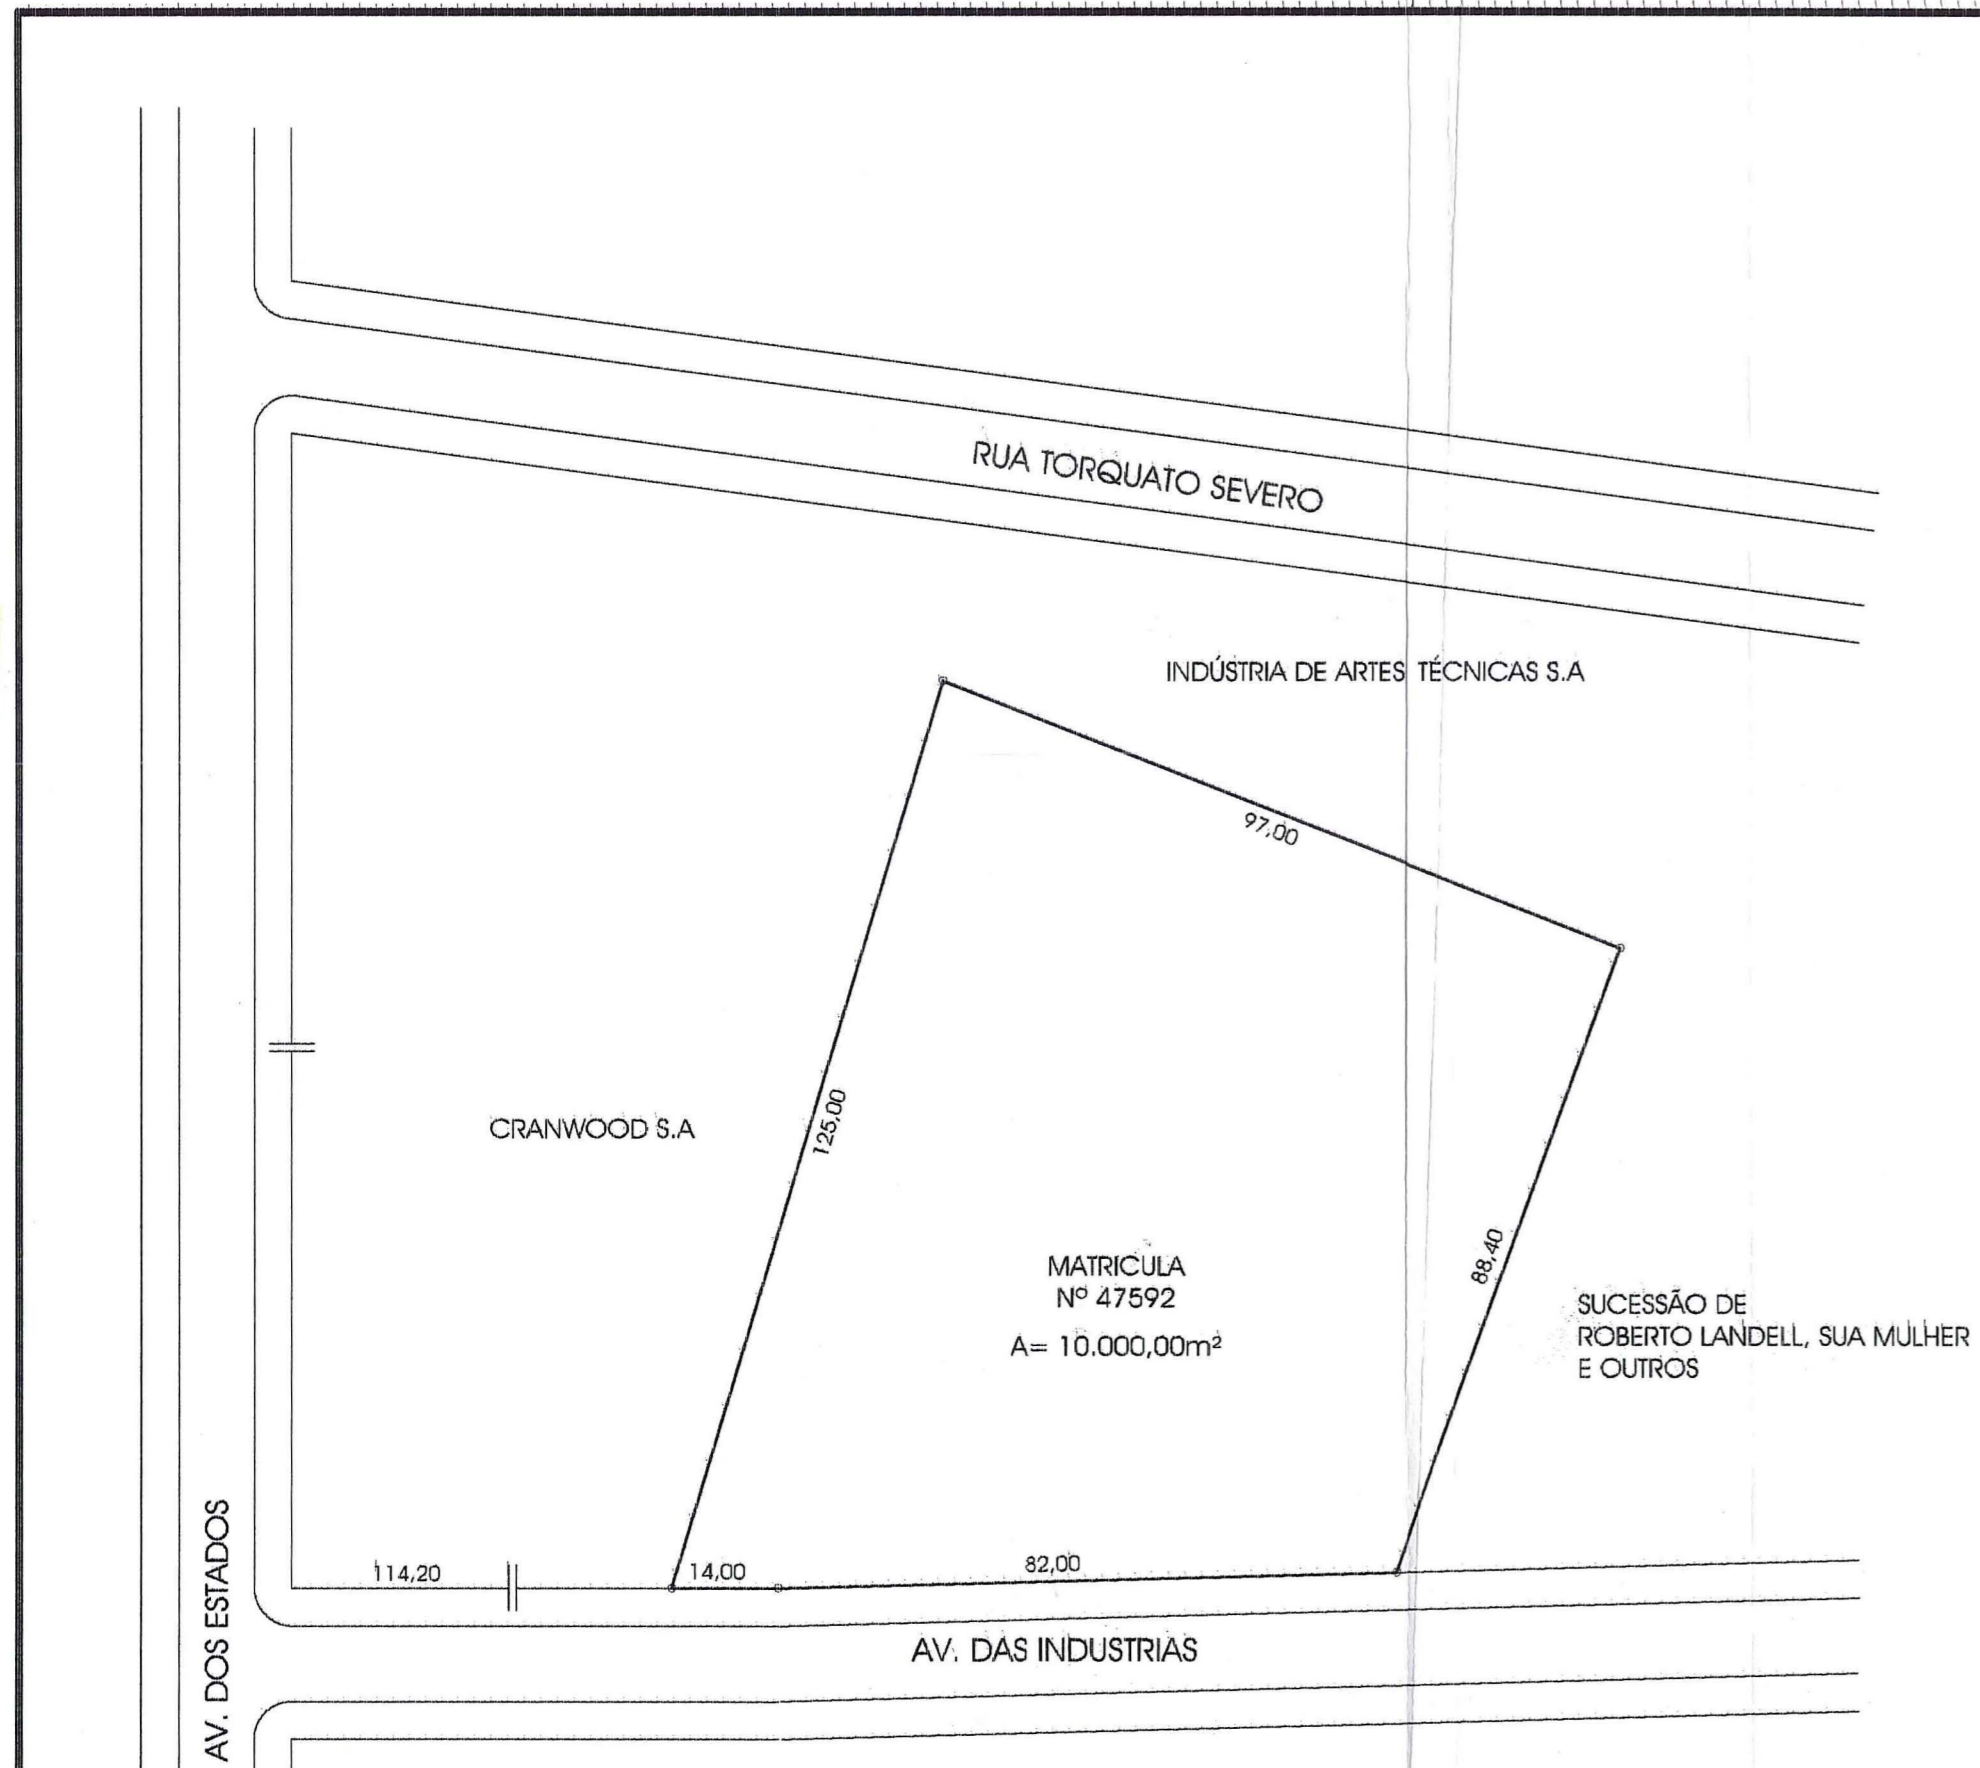 RUA TORQUATO SEVERO
INDÚSTRIA DE ARTES TÉCNICAS S.A
97,00
125,00
CRANWOOD S.A
88,40
MATRICULA
Nº 47592
A= 10.000,00m²
SUCESSÃO DE
ROBERTO LANDELL, SUA MULHER
E OUTROS
114,20
14,00
82,00
AV. DAS INDUSTRIAS
AV. DOS ESTADOS